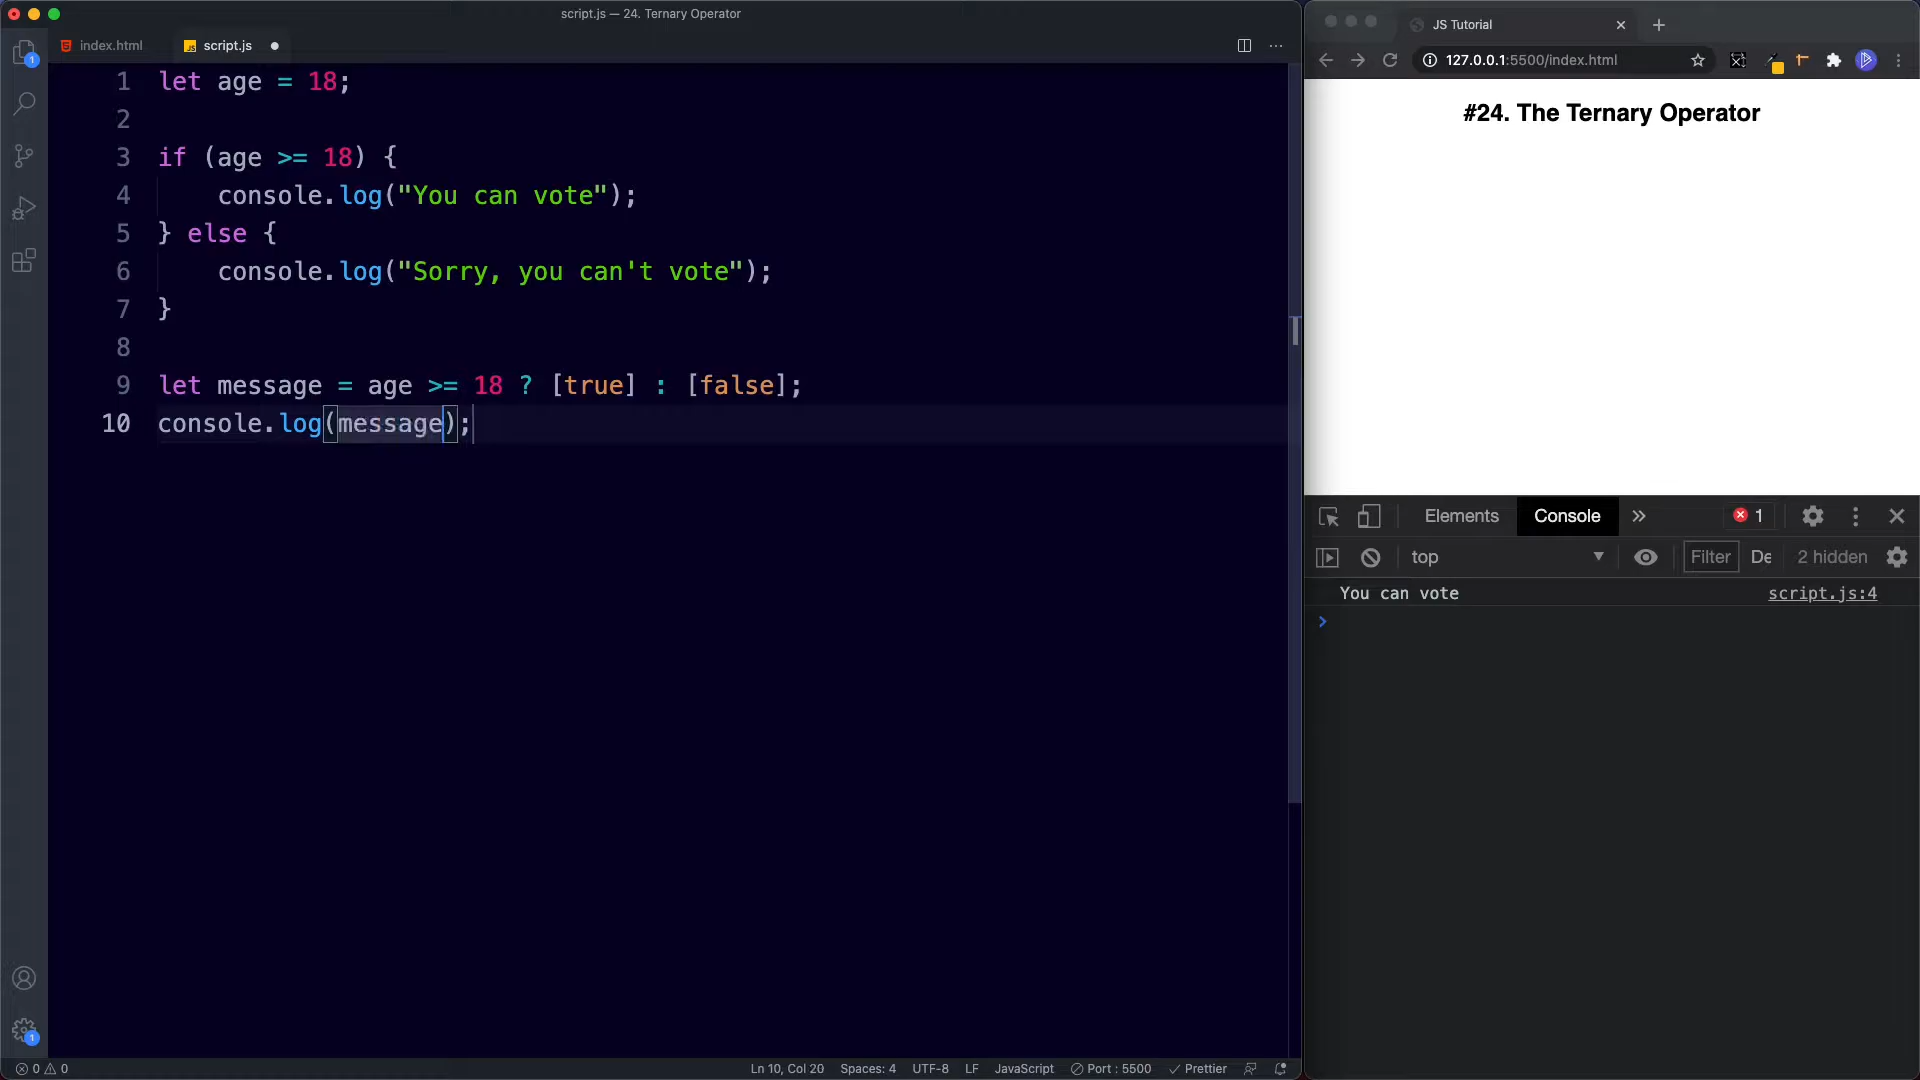 script.js — 24. Ternary Operator
index.html
script.js
1 let age = 18;
2
3 if (age >= 18) {
4 console.log("You can vote");
5 } else {
6 console.log("Sorry, you can't vote");
7 }
8
9 let message = age >= 18 ? [true] : [false];
10 console.log(message);
0 0
Ln 10, Col 20 Spaces: 4 UTF-8 LF JavaScript Port : 5500 Prettier
JS Tutorial
127.0.0.1:5500/index.html
#24. The Ternary Operator
Elements Console 1
top Filter De 2 hidden
You can vote script.js:4